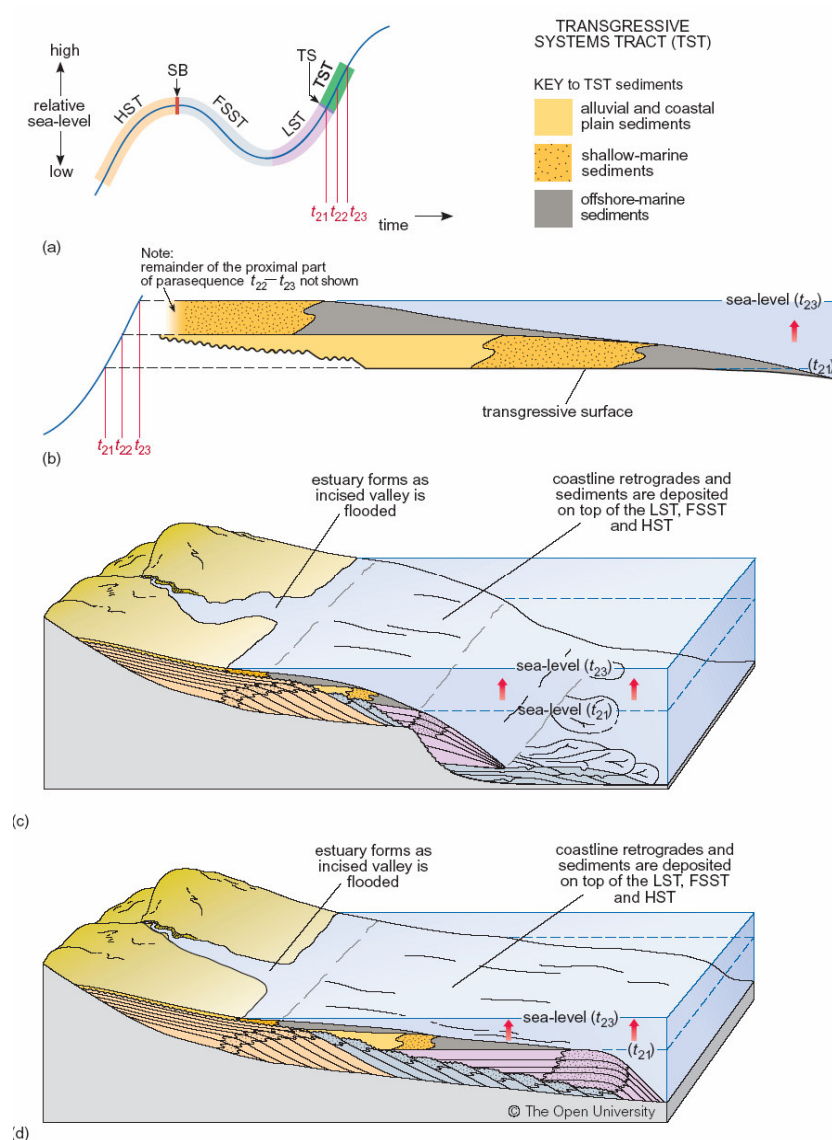 high
SB
relative
sea-level
low
HST
FSST
LST
TS
TST
t21 t22 t23
time
(a)
TRANSGRESSIVE
SYSTEMS TRACT (TST)
KEY to TST sediments
alluvial and coastal
plain sediments
shallow-marine
sediments
offshore-marine
sediments
Note:
remainder of the proximal part
of parasequence t22–t23 not shown
sea-level (t23)
(t21)
transgressive surface
t21 t22 t23
(b)
estuary forms as
incised valley is
flooded
coastline retrogrades and
sediments are deposited
on top of the LST, FSST
and HST
sea-level (t23)
sea-level (t21)
(c)
estuary forms as
incised valley is
flooded
coastline retrogrades and
sediments are deposited
on top of the LST, FSST
and HST
sea-level (t23)
(t21)
© The Open University
(d)